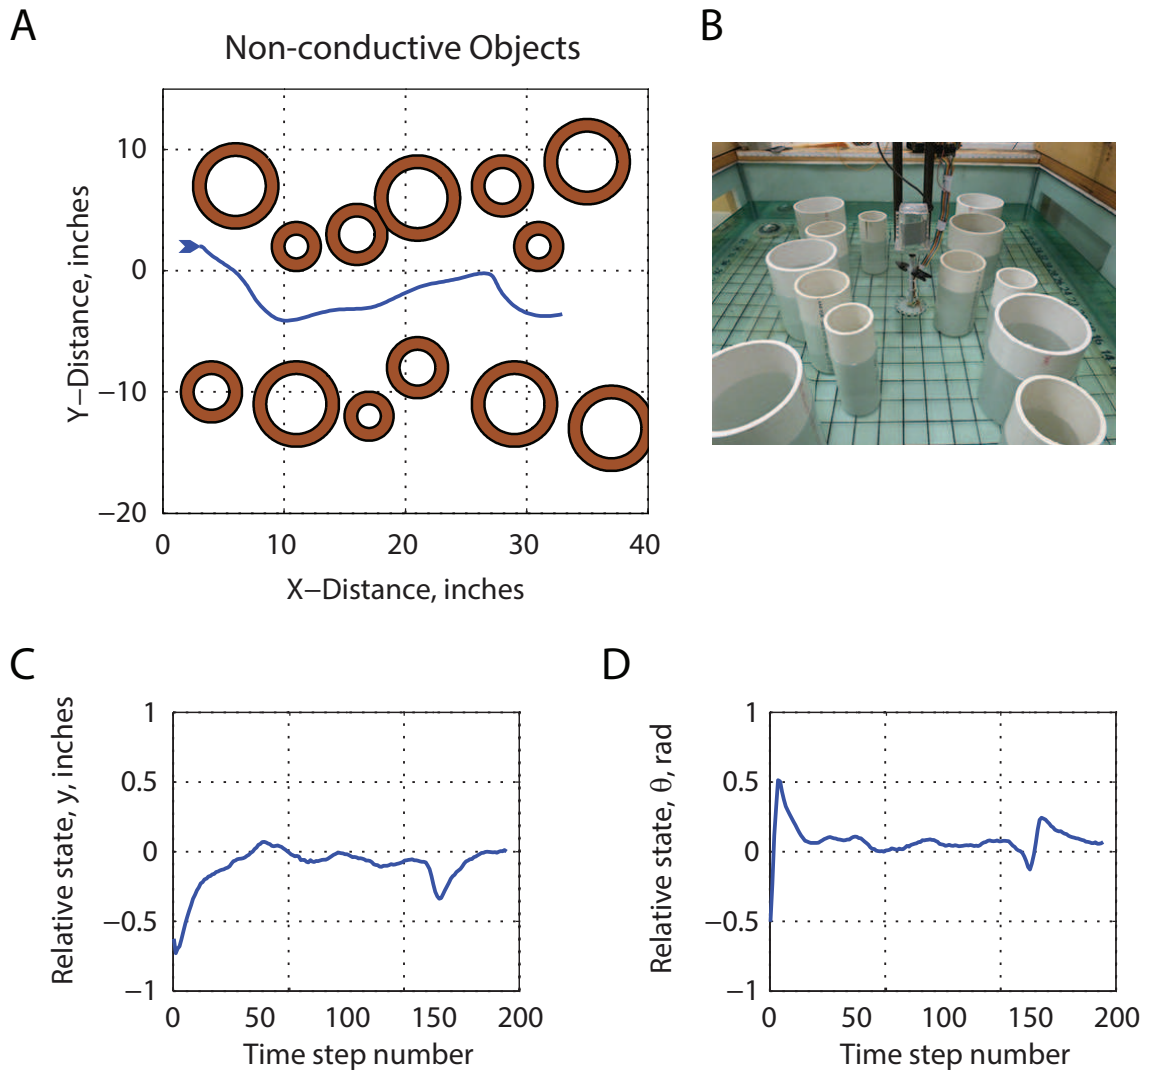 A
Non-conductive Objects
Y−Distance, inches
10
0
−10
−20
0 10 20 30 40
X−Distance, inches
B
C
Relative state, y, inches
1
0.5
0
−0.5
−1
0 50 100 150 200
Time step number
D
Relative state, θ, rad
1
0.5
0
−0.5
−1
0 50 100 150 200
Time step number